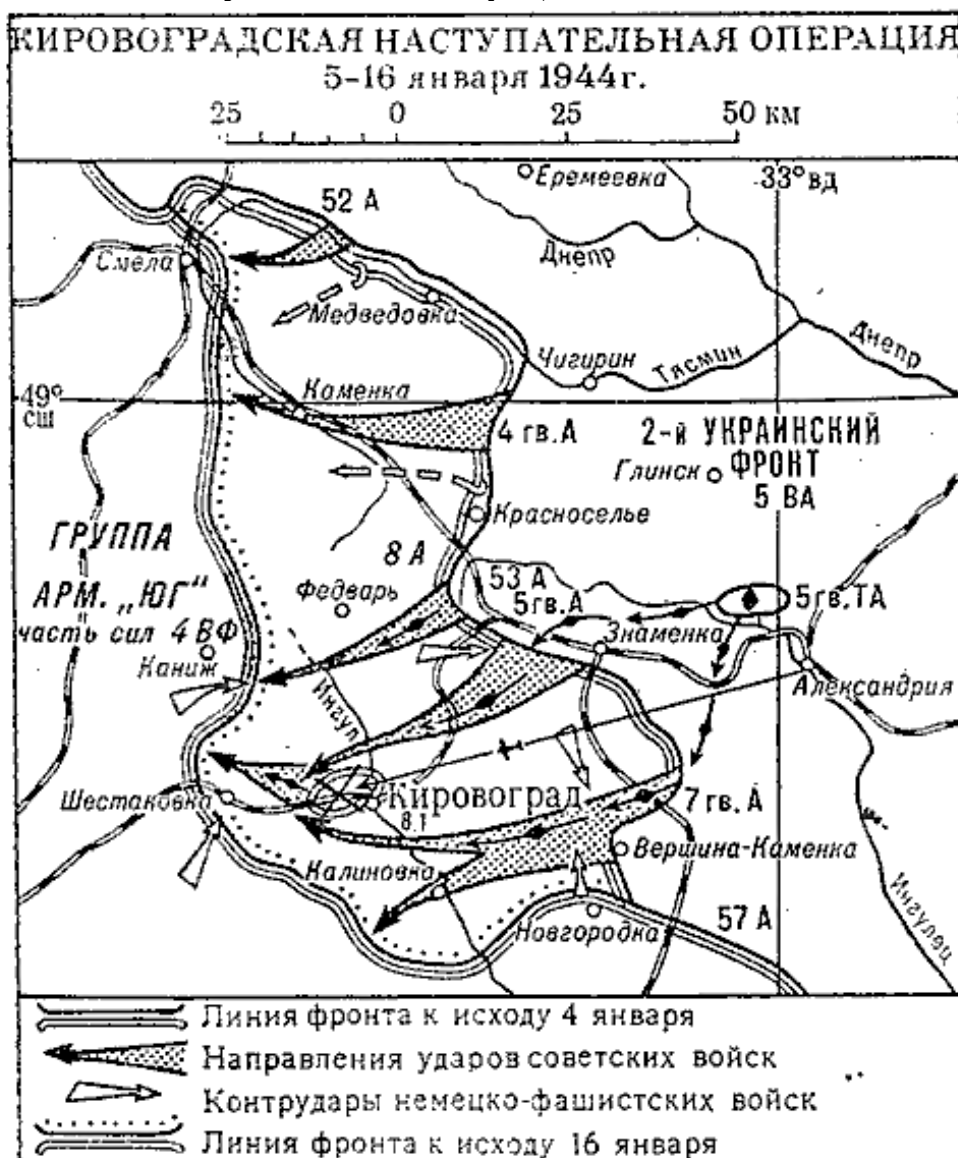 КИРОВОГРАДСКАЯ НАСТУПАТЕЛЬНАЯ ОПЕРАЦИЯ
5-16 января 1944г.
25 0 25 50 км
Еремеевка
33° вд
52 А
Днепр
Смела
Медведовка
Чигирин
Тясмин
Днепр
49°
сш
Каменка
4 гв. А
2-й УКРАИНСКИЙ
ФРОНТ
Глинск
5 ВА
Красноселье
ГРУППА
АРМ. „ЮГ"
часть сил 4 ВФ
8 А
Федварь
53 А
5гв. А
5 гв. ТА
Знаменка
Каниж
Александрия
Ингул
Шестаковка
Кировоград
8.1
7 гв. А
Вершина-Каменка
Калиновка
Новгородка
57 А
Ингулец
Линия фронта к исходу 4 января
Направления ударов советских войск
Контрудары немецко-фашистских войск
Линия фронта к исходу 16 января